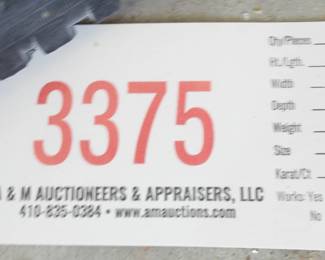 3375
& M AUCTIONEERS & APPRAISERS, LLC
410-835-0384 • www.amauctions.com
Qty/Pieces
Ht./Lgth.
Width
Depth
Weight
Size
Karat/Ct
Works: Yes
No